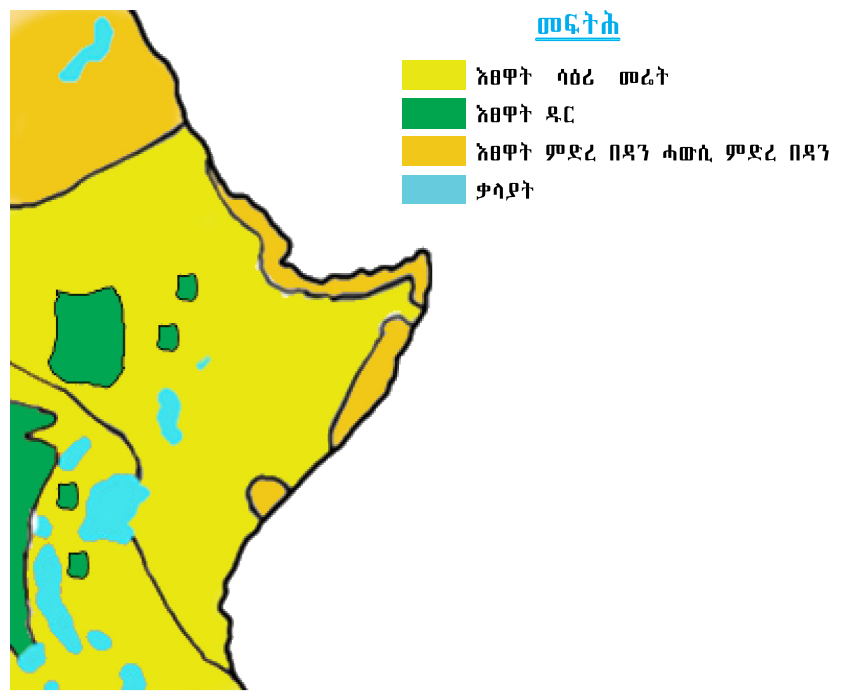 መፍትሕ
እፀዋት ሳዕሪ መሬት
እፀዋት ዱር
እፀዋት ምድረ በዳን ሓውሲ ምድረ በዳን
ቃላያት